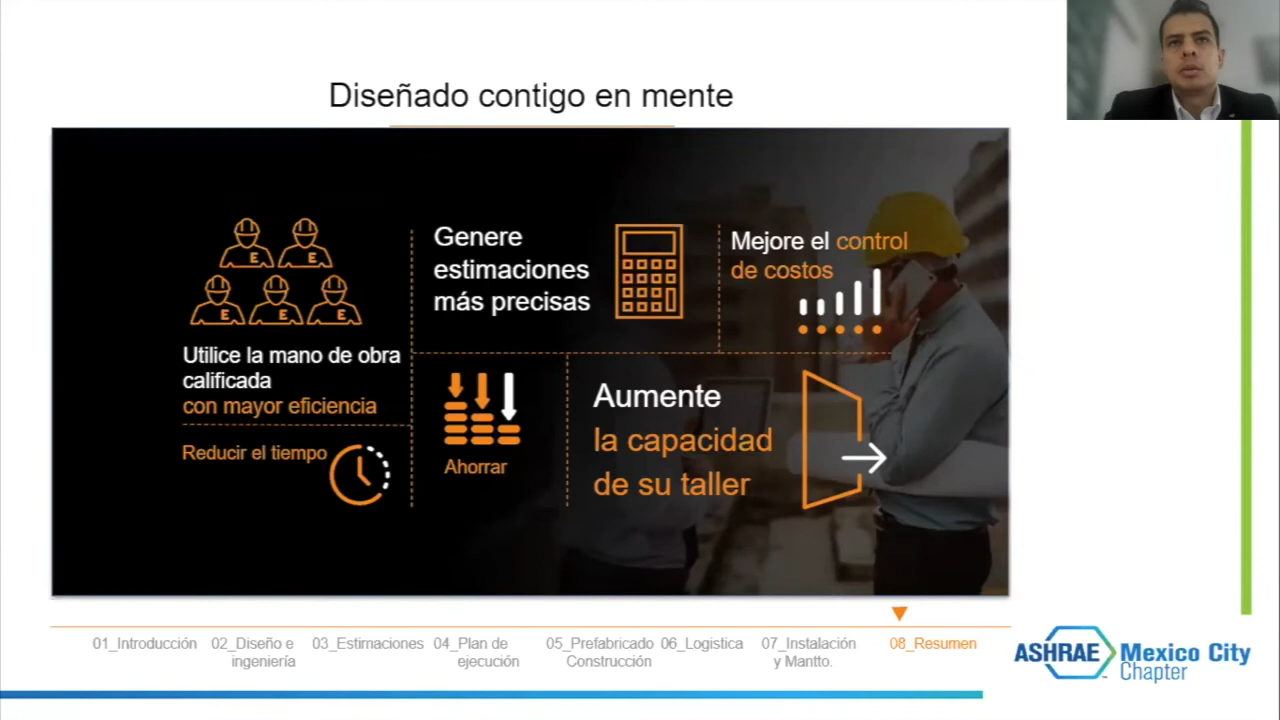 Diseñado contigo en mente
E E
E E E
Utilice la mano de obra
calificada
con mayor eficiencia
Reducir el tiempo
Genere
estimaciones
más precisas
Mejore el control
de costos
Ahorrar
Aumente
la capacidad
de su taller
01_Introducción
02_Diseño e
ingeniería
03_Estimaciones
04_Plan de
ejecución
05_Prefabricado
Construcción
06_Logistica
07_Instalación
y Mantto.
08_Resumen
ASHRAE Mexico City
Chapter